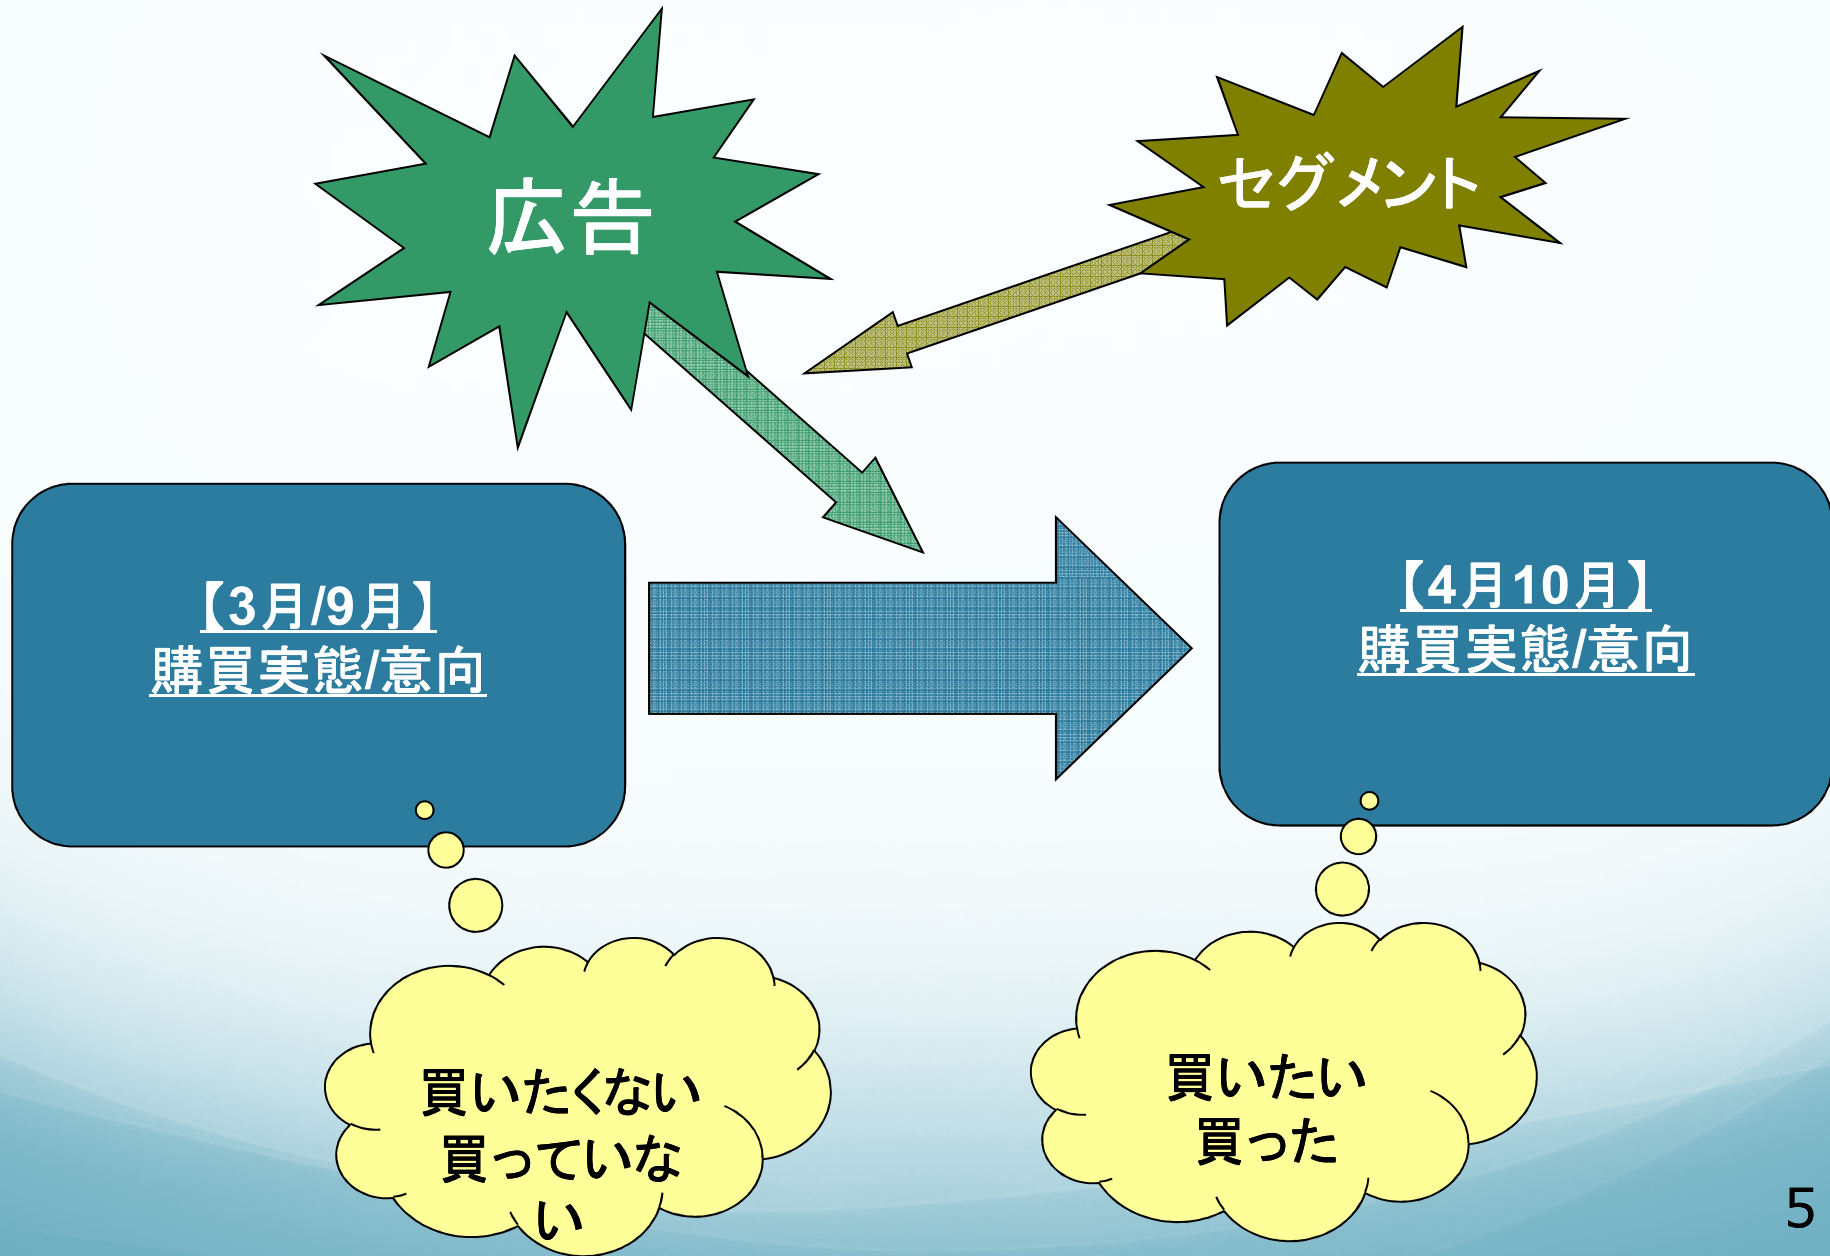 広告
セグメント
【3月/9月】
購買実態/意向
【4月10月】
購買実態/意向
買いたくない
買っていな
い
買いたい
買った
5